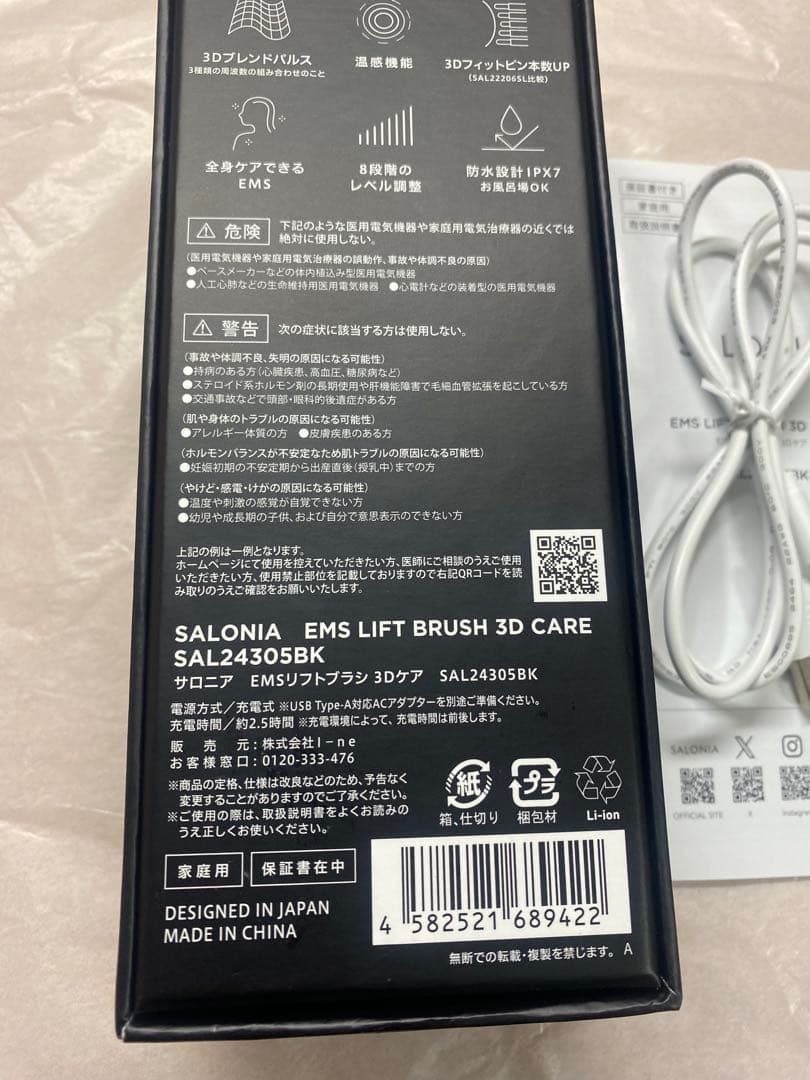 3Dブレンドパルス
3種類の周波数の組み合わせのこと
温感機能
3Dフィットピン本数UP
(SAL22206SL比較)
全身ケアできる
EMS
8段階の
レベル調整
防水設計IPX7
お風呂場OK
⚠ 危険
下記のような医用電気機器や家庭用電気治療器の近くでは
絶対に使用しない。
(医用電気機器や家庭用電気治療器の誤動作、事故や体調不良の原因)
●ペースメーカーなどの体内植込み型医用電気機器
●人工心肺などの生命維持用医用電気機器 ●心電計などの装着型の医用電気機器
⚠ 警告
次の症状に該当する方は使用しない。
(事故や体調不良、失明の原因になる可能性)
●持病のある方(心臓疾患、高血圧、糖尿病など)
●ステロイド系ホルモン剤の長期使用や肝機能障害で毛細血管拡張を起こしている方
●交通事故などで頭部・眼科的後遺症がある方
(肌や身体のトラブルの原因になる可能性)
●アレルギー体質の方 ●皮膚疾患のある方
(ホルモンバランスが不安定なため肌トラブルの原因になる可能性)
●妊娠初期の不安定期から出産直後(授乳中)までの方
(やけど・感電・けがの原因になる可能性)
●温度や刺激の感覚が自覚できない方
●幼児や成長期の子供、および自分で意思表示のできない方
上記の例は一例となります。
ホームページにて使用を控えていただきたい方、医師にご相談のうえご使用
いただきたい方、使用禁止部位を記載しておりますので右記QRコードを読
み取りのうえご確認をお願いいたします。
SALONIA EMS LIFT BRUSH 3D CARE
SAL24305BK
サロニア EMSリフトブラシ 3Dケア SAL24305BK
電源方式/充電式 ※USB Type-A対応ACアダプターを別途ご準備ください。
充電時間/約2.5時間 ※充電環境によって、充電時間は前後します。
販売元:株式会社I-ne
お客様窓口:0120-333-476
※商品の定格、仕様は改良などのため、予告なく
変更することがありますのでご了承ください。
※ご使用の際は、取扱説明書をよくお読みの
うえ正しくお使いください。
紙
箱、仕切り
プラ
梱包材
Li-ion
家庭用
保証書在中
DESIGNED IN JAPAN
MADE IN CHINA
4 582521 689422
無断での転載・複製を禁じます。 A
保証書付き
家庭用
取扱説明書
EMS LIF
3D
3Dケア
BK
SALONIA
OFFICIAL SITE
X
Instagram